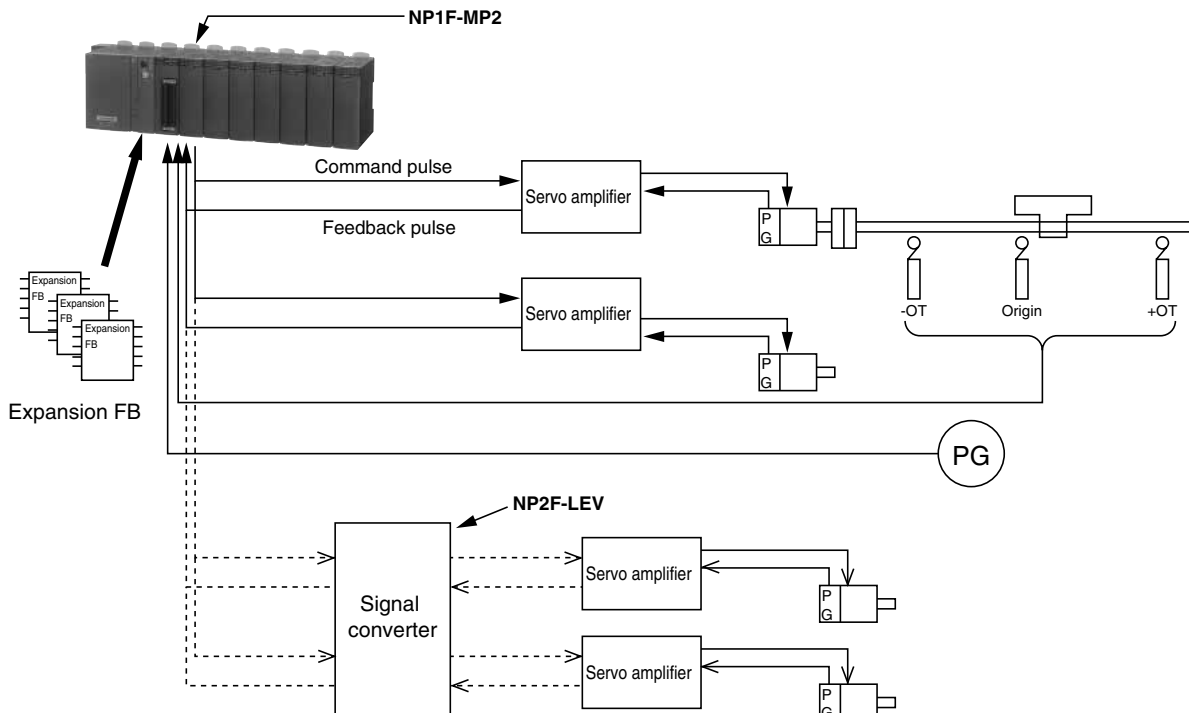 NP1F-MP2
Command pulse
Servo amplifier
Feedback pulse
P
G
Expansion
FB
Expansion
FB
Expansion
FB
Expansion FB
Servo amplifier
P
G
-OT
Origin
+OT
PG
NP2F-LEV
Signal
converter
Servo amplifier
P
G
Servo amplifier
P
G